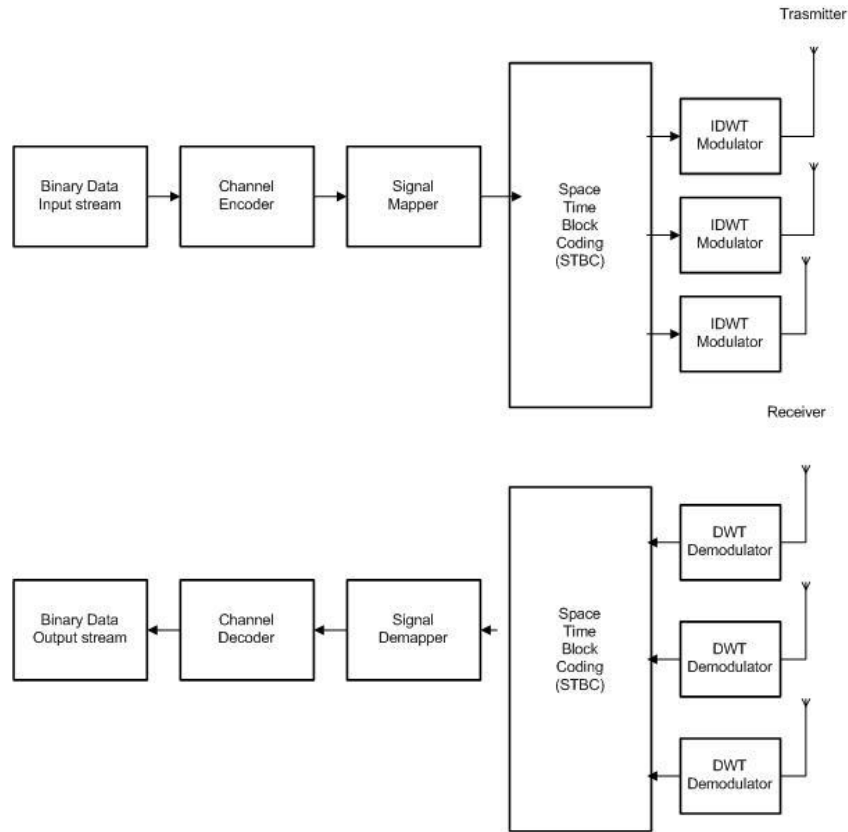 Trasmitter
IDWT
Modulator
Binary Data
Input stream
Channel
Encoder
Signal
Mapper
Space
Time
Block
Coding
(STBC)
IDWT
Modulator
IDWT
Modulator
Receiver
DWT
Demodulator
Binary Data
Output stream
Channel
Decoder
Signal
Demapper
Space
Time
Block
Coding
(STBC)
DWT
Demodulator
DWT
Demodulator